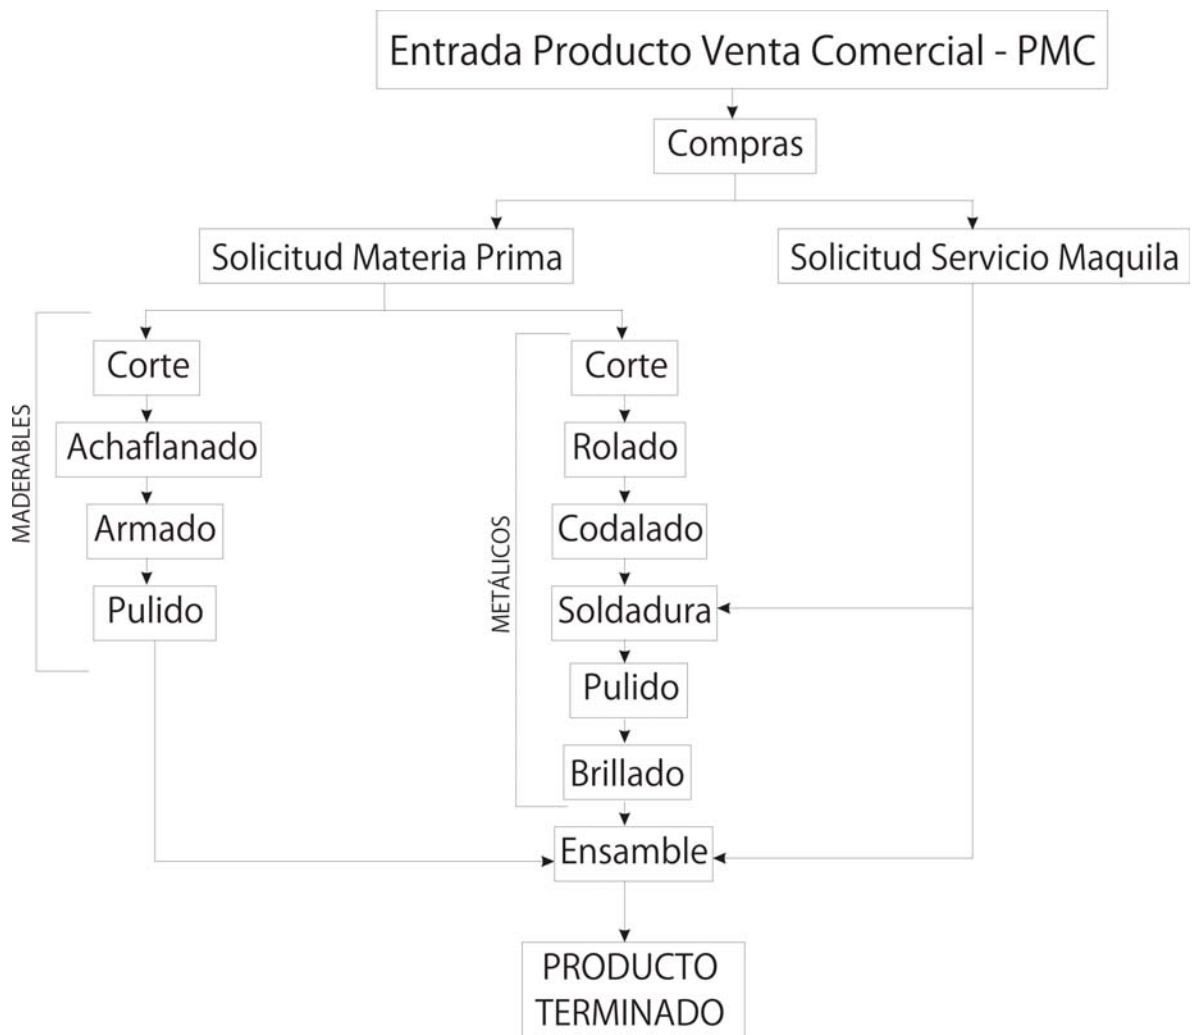 Entrada Producto Venta Comercial - PMC
Compras
Solicitud Materia Prima
Solicitud Servicio Maquila
MADERABLES
Corte
Achaflanado
Armado
Pulido
METÁLICOS
Corte
Rolado
Codalado
Soldadura
Pulido
Brillado
Ensamble
PRODUCTO
TERMINADO